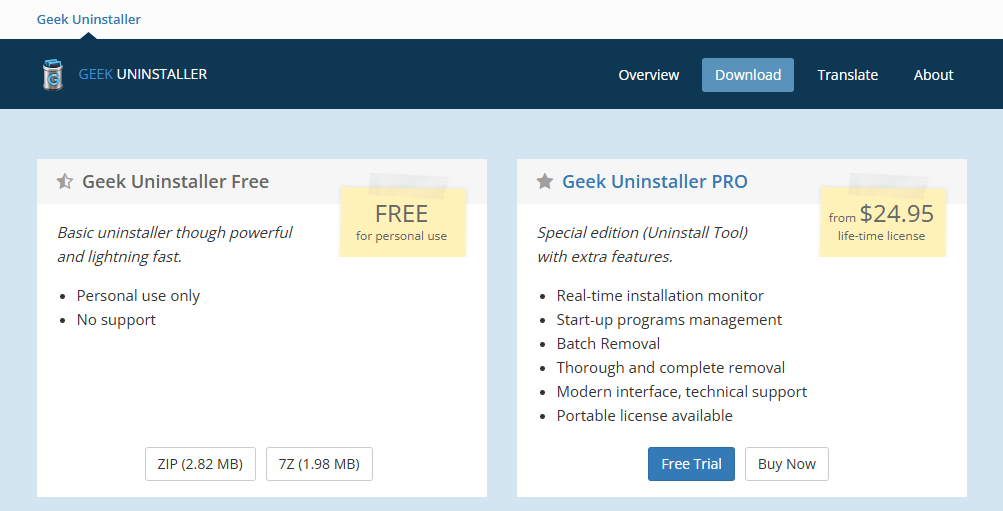 Geek Uninstaller
GEEK UNINSTALLER
Overview
Download
Translate
About
Geek Uninstaller Free
FREE
for personal use
Basic uninstaller though powerful
and lightning fast.
• Personal use only
• No support
ZIP (2.82 MB)
7Z (1.98 MB)
Geek Uninstaller PRO
from $24.95
life-time license
Special edition (Uninstall Tool)
with extra features.
• Real-time installation monitor
• Start-up programs management
• Batch Removal
• Thorough and complete removal
• Modern interface, technical support
• Portable license available
Free Trial
Buy Now